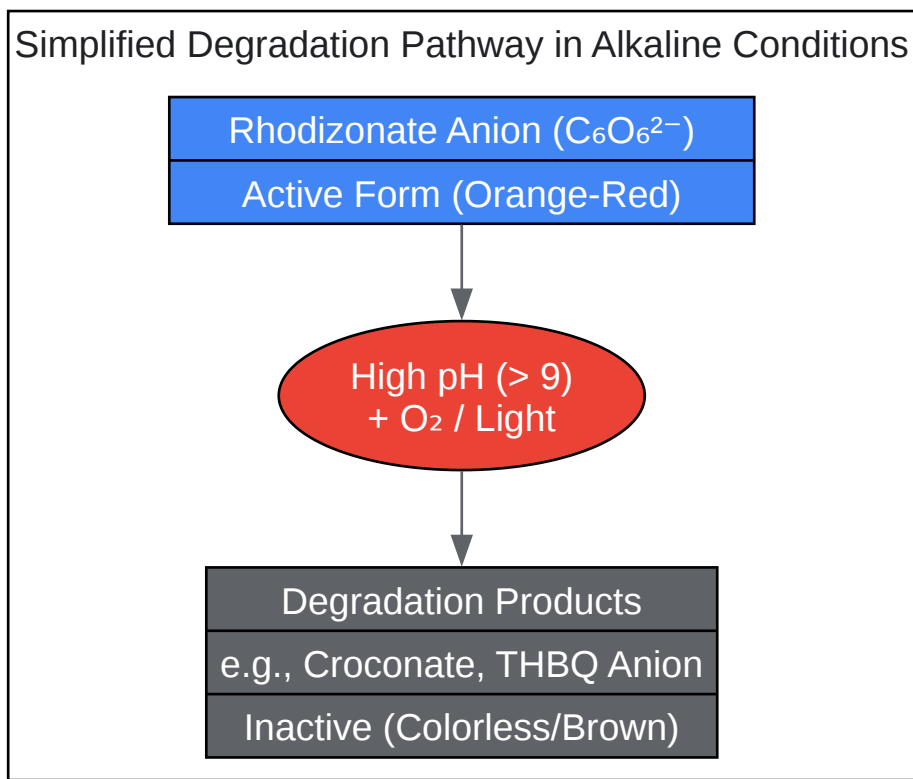 Simplified Degradation Pathway in Alkaline Conditions
Rhodizonate Anion (C₆O₆²⁻)
Active Form (Orange-Red)
High pH (> 9)
+ O₂ / Light
Degradation Products
e.g., Croconate, THBQ Anion
Inactive (Colorless/Brown)